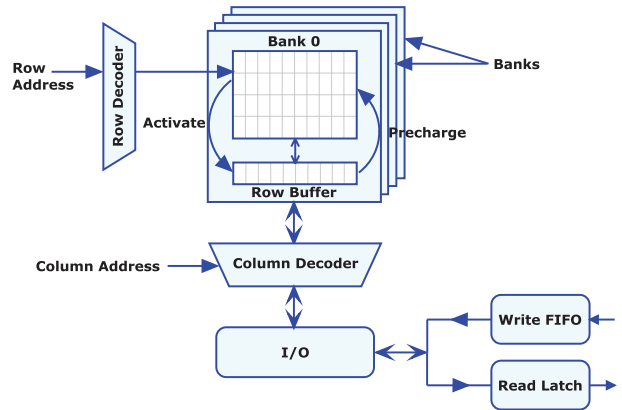 Bank 0
Row
Address
Row Decoder
Banks
Activate
Precharge
Row Buffer
Column Address
Column Decoder
I/O
Write FIFO
Read Latch